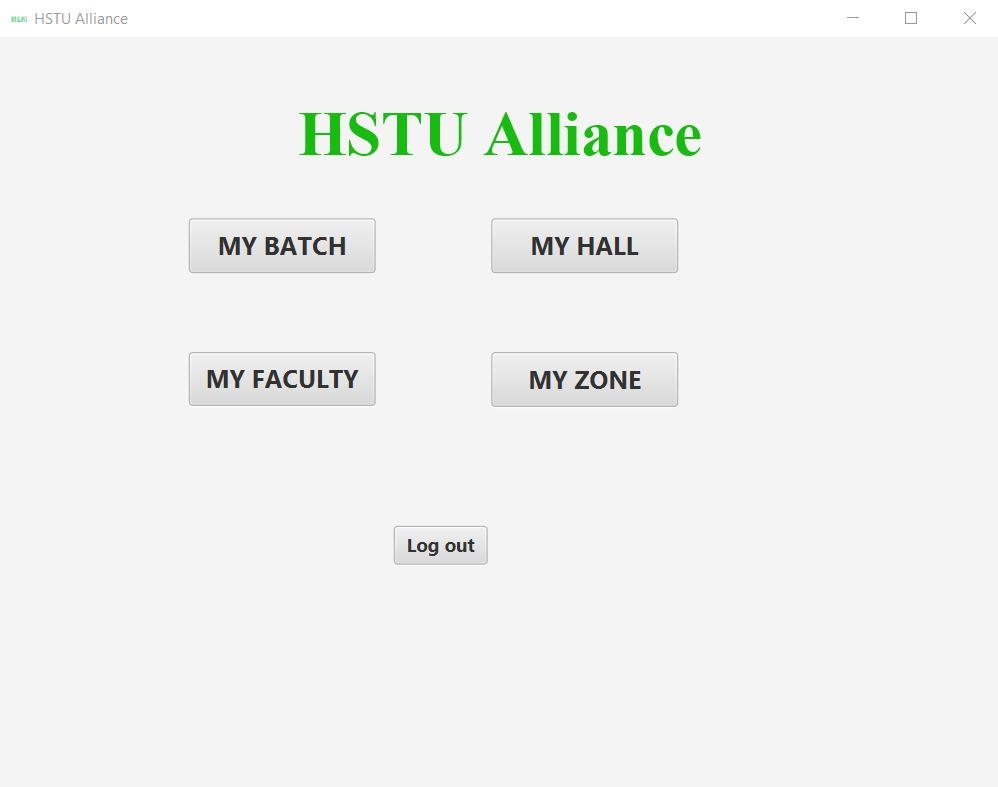 HSTU Alliance
HSTU Alliance
MY BATCH
MY HALL
MY FACULTY
MY ZONE
Log out